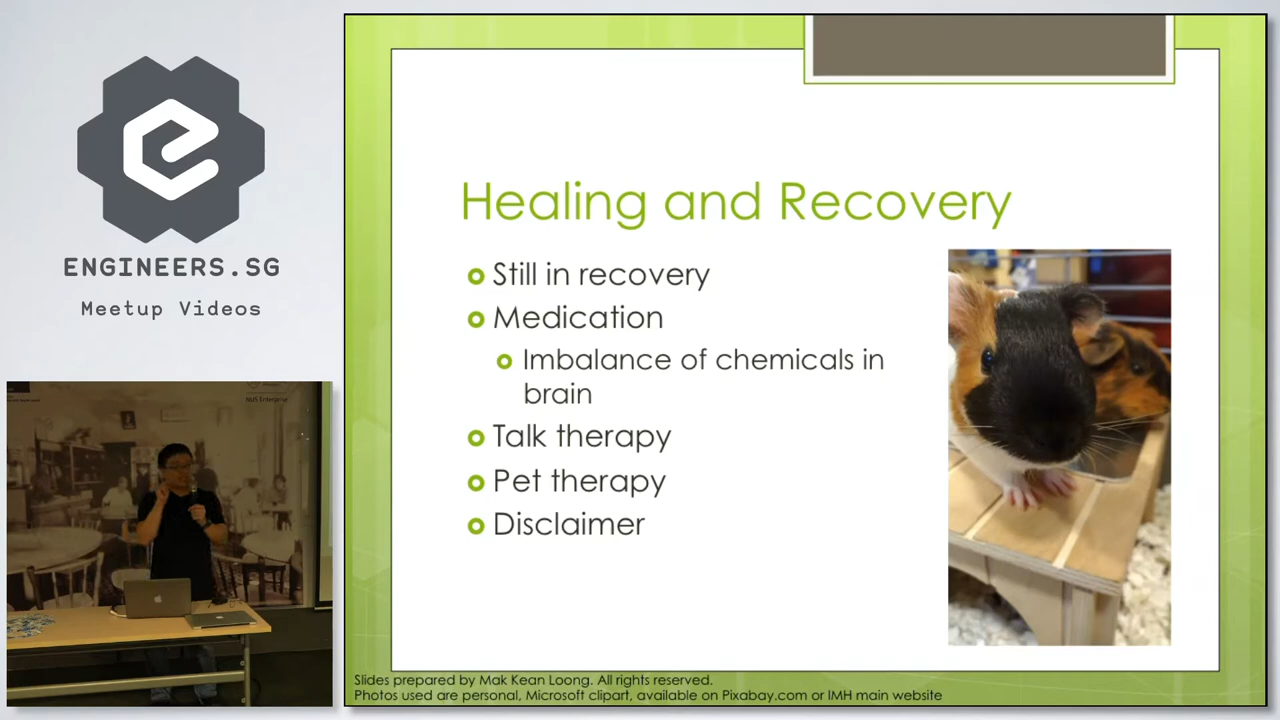 ENGINEERS.SG
Meetup Videos
NUS Enterprise
Healing and Recovery
Still in recovery
Medication
Imbalance of chemicals in
brain
Talk therapy
Pet therapy
Disclaimer
Slides prepared by Mak Kean Loong. All rights reserved.
Photos used are personal, Microsoft clipart, available on Pixabay.com or IMH main website